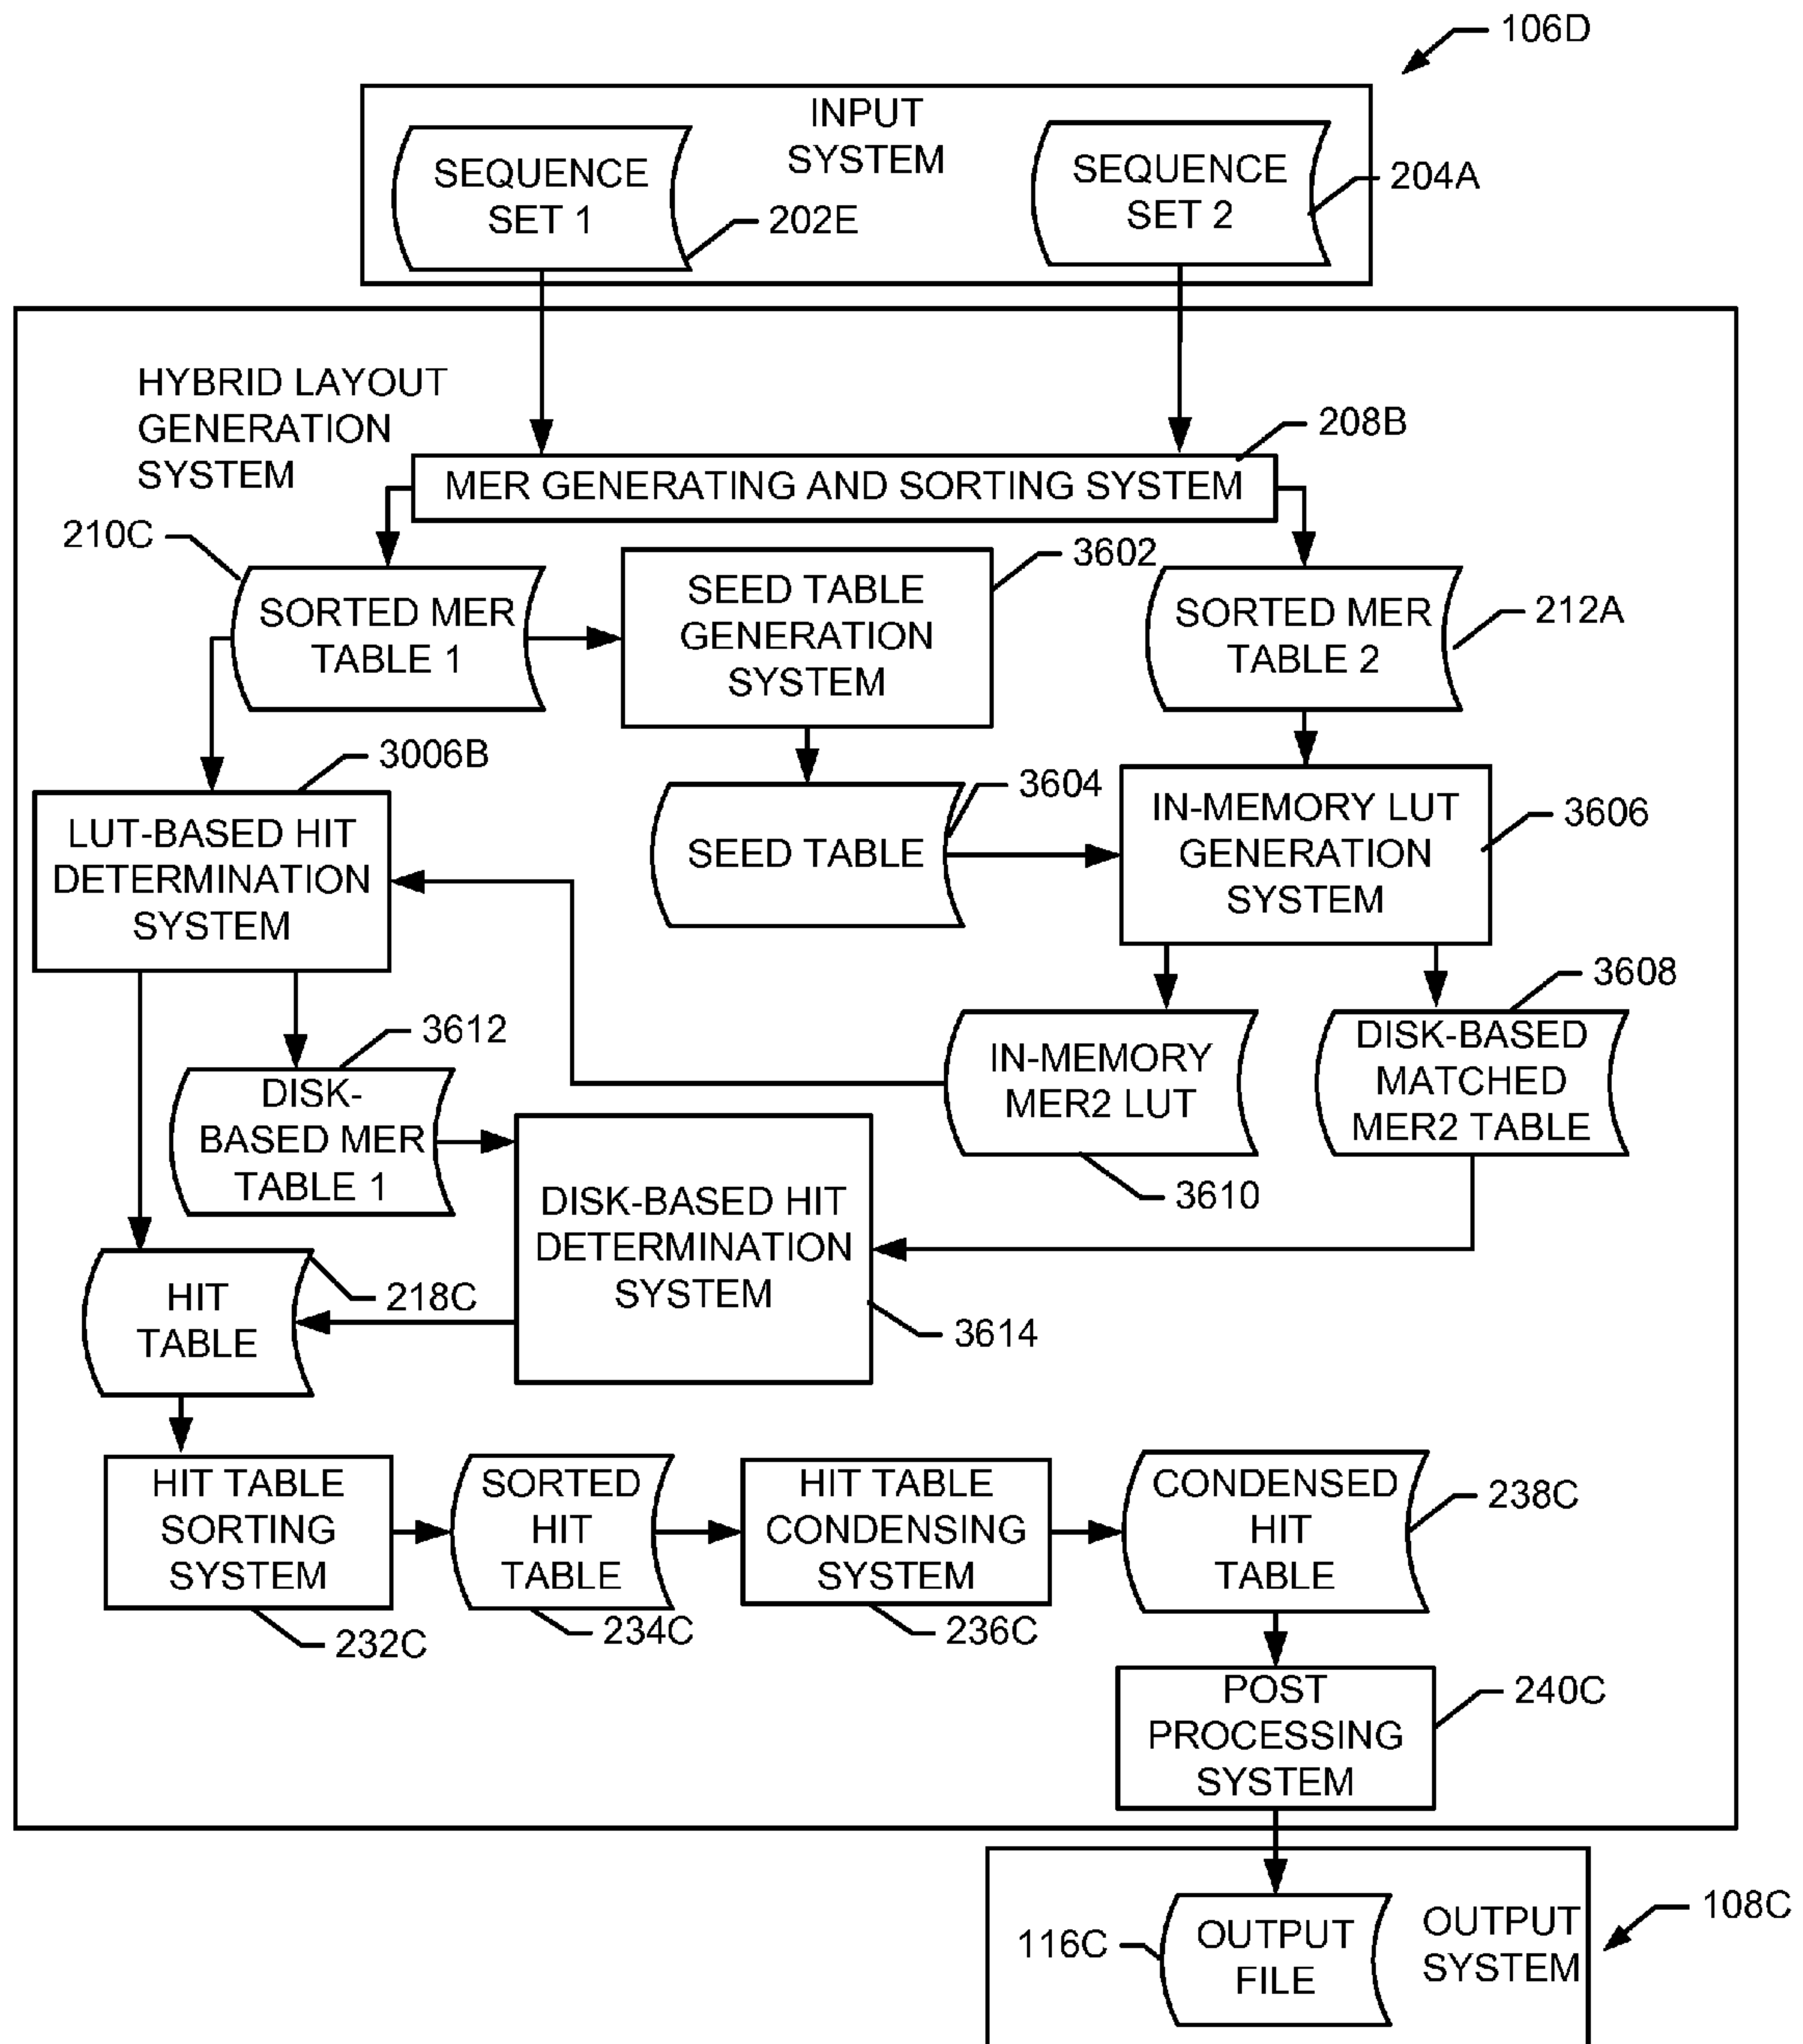 106D
INPUT
SYSTEM
SEQUENCE
SET 1
202E
SEQUENCE
SET 2
204A
HYBRID LAYOUT
GENERATION
SYSTEM
208B
MER GENERATING AND SORTING SYSTEM
210C
SORTED MER
TABLE 1
3602
SEED TABLE
GENERATION
SYSTEM
SORTED MER
TABLE 2
212A
3006B
LUT-BASED HIT
DETERMINATION
SYSTEM
3604
SEED TABLE
IN-MEMORY LUT
GENERATION
SYSTEM
3606
3608
3612
DISK-
BASED MER
TABLE 1
IN-MEMORY
MER2 LUT
3610
DISK-BASED
MATCHED
MER2 TABLE
DISK-BASED HIT
DETERMINATION
SYSTEM
3614
HIT
TABLE
218C
HIT TABLE
SORTING
SYSTEM
232C
SORTED
HIT
TABLE
234C
HIT TABLE
CONDENSING
SYSTEM
236C
CONDENSED
HIT
TABLE
238C
POST
PROCESSING
SYSTEM
240C
116C
OUTPUT
FILE
OUTPUT
SYSTEM
108C